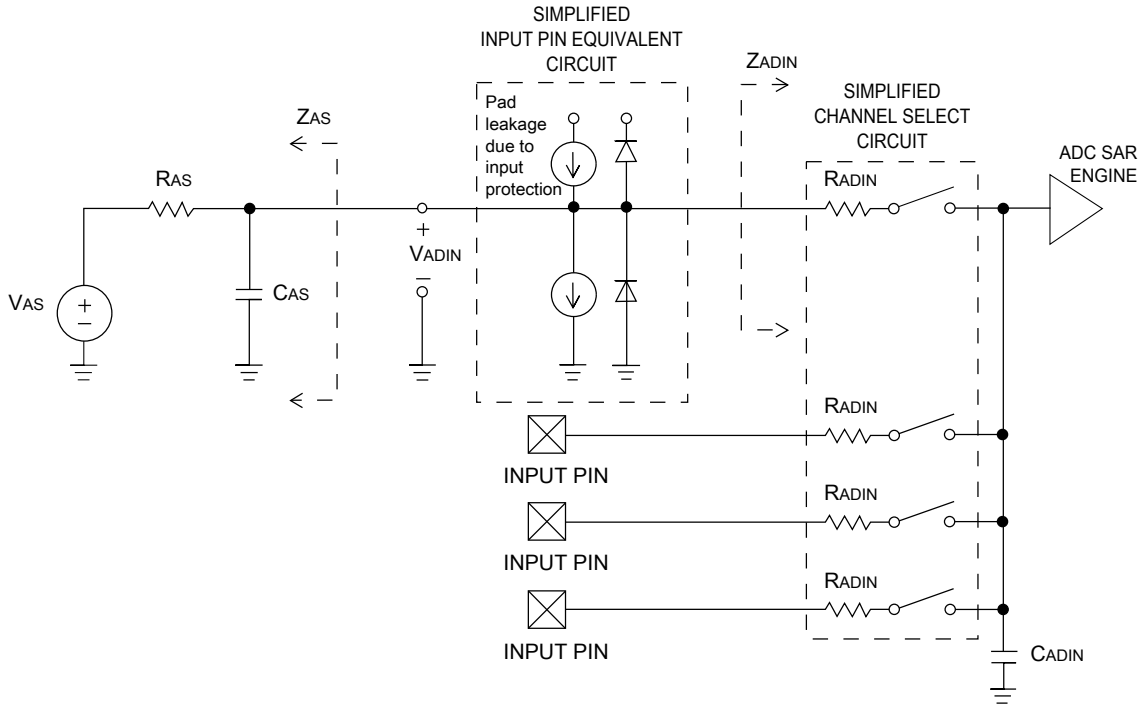 SIMPLIFIED
INPUT PIN EQUIVALENT
CIRCUIT
ZADIN
Pad
leakage
due to
input
protection
SIMPLIFIED
CHANNEL SELECT
CIRCUIT
ZAS
ADC SAR
ENGINE
RAS
RADIN
+
VADIN
–
CAS
VAS
+
–
RADIN
INPUT PIN
RADIN
INPUT PIN
RADIN
INPUT PIN
CADIN